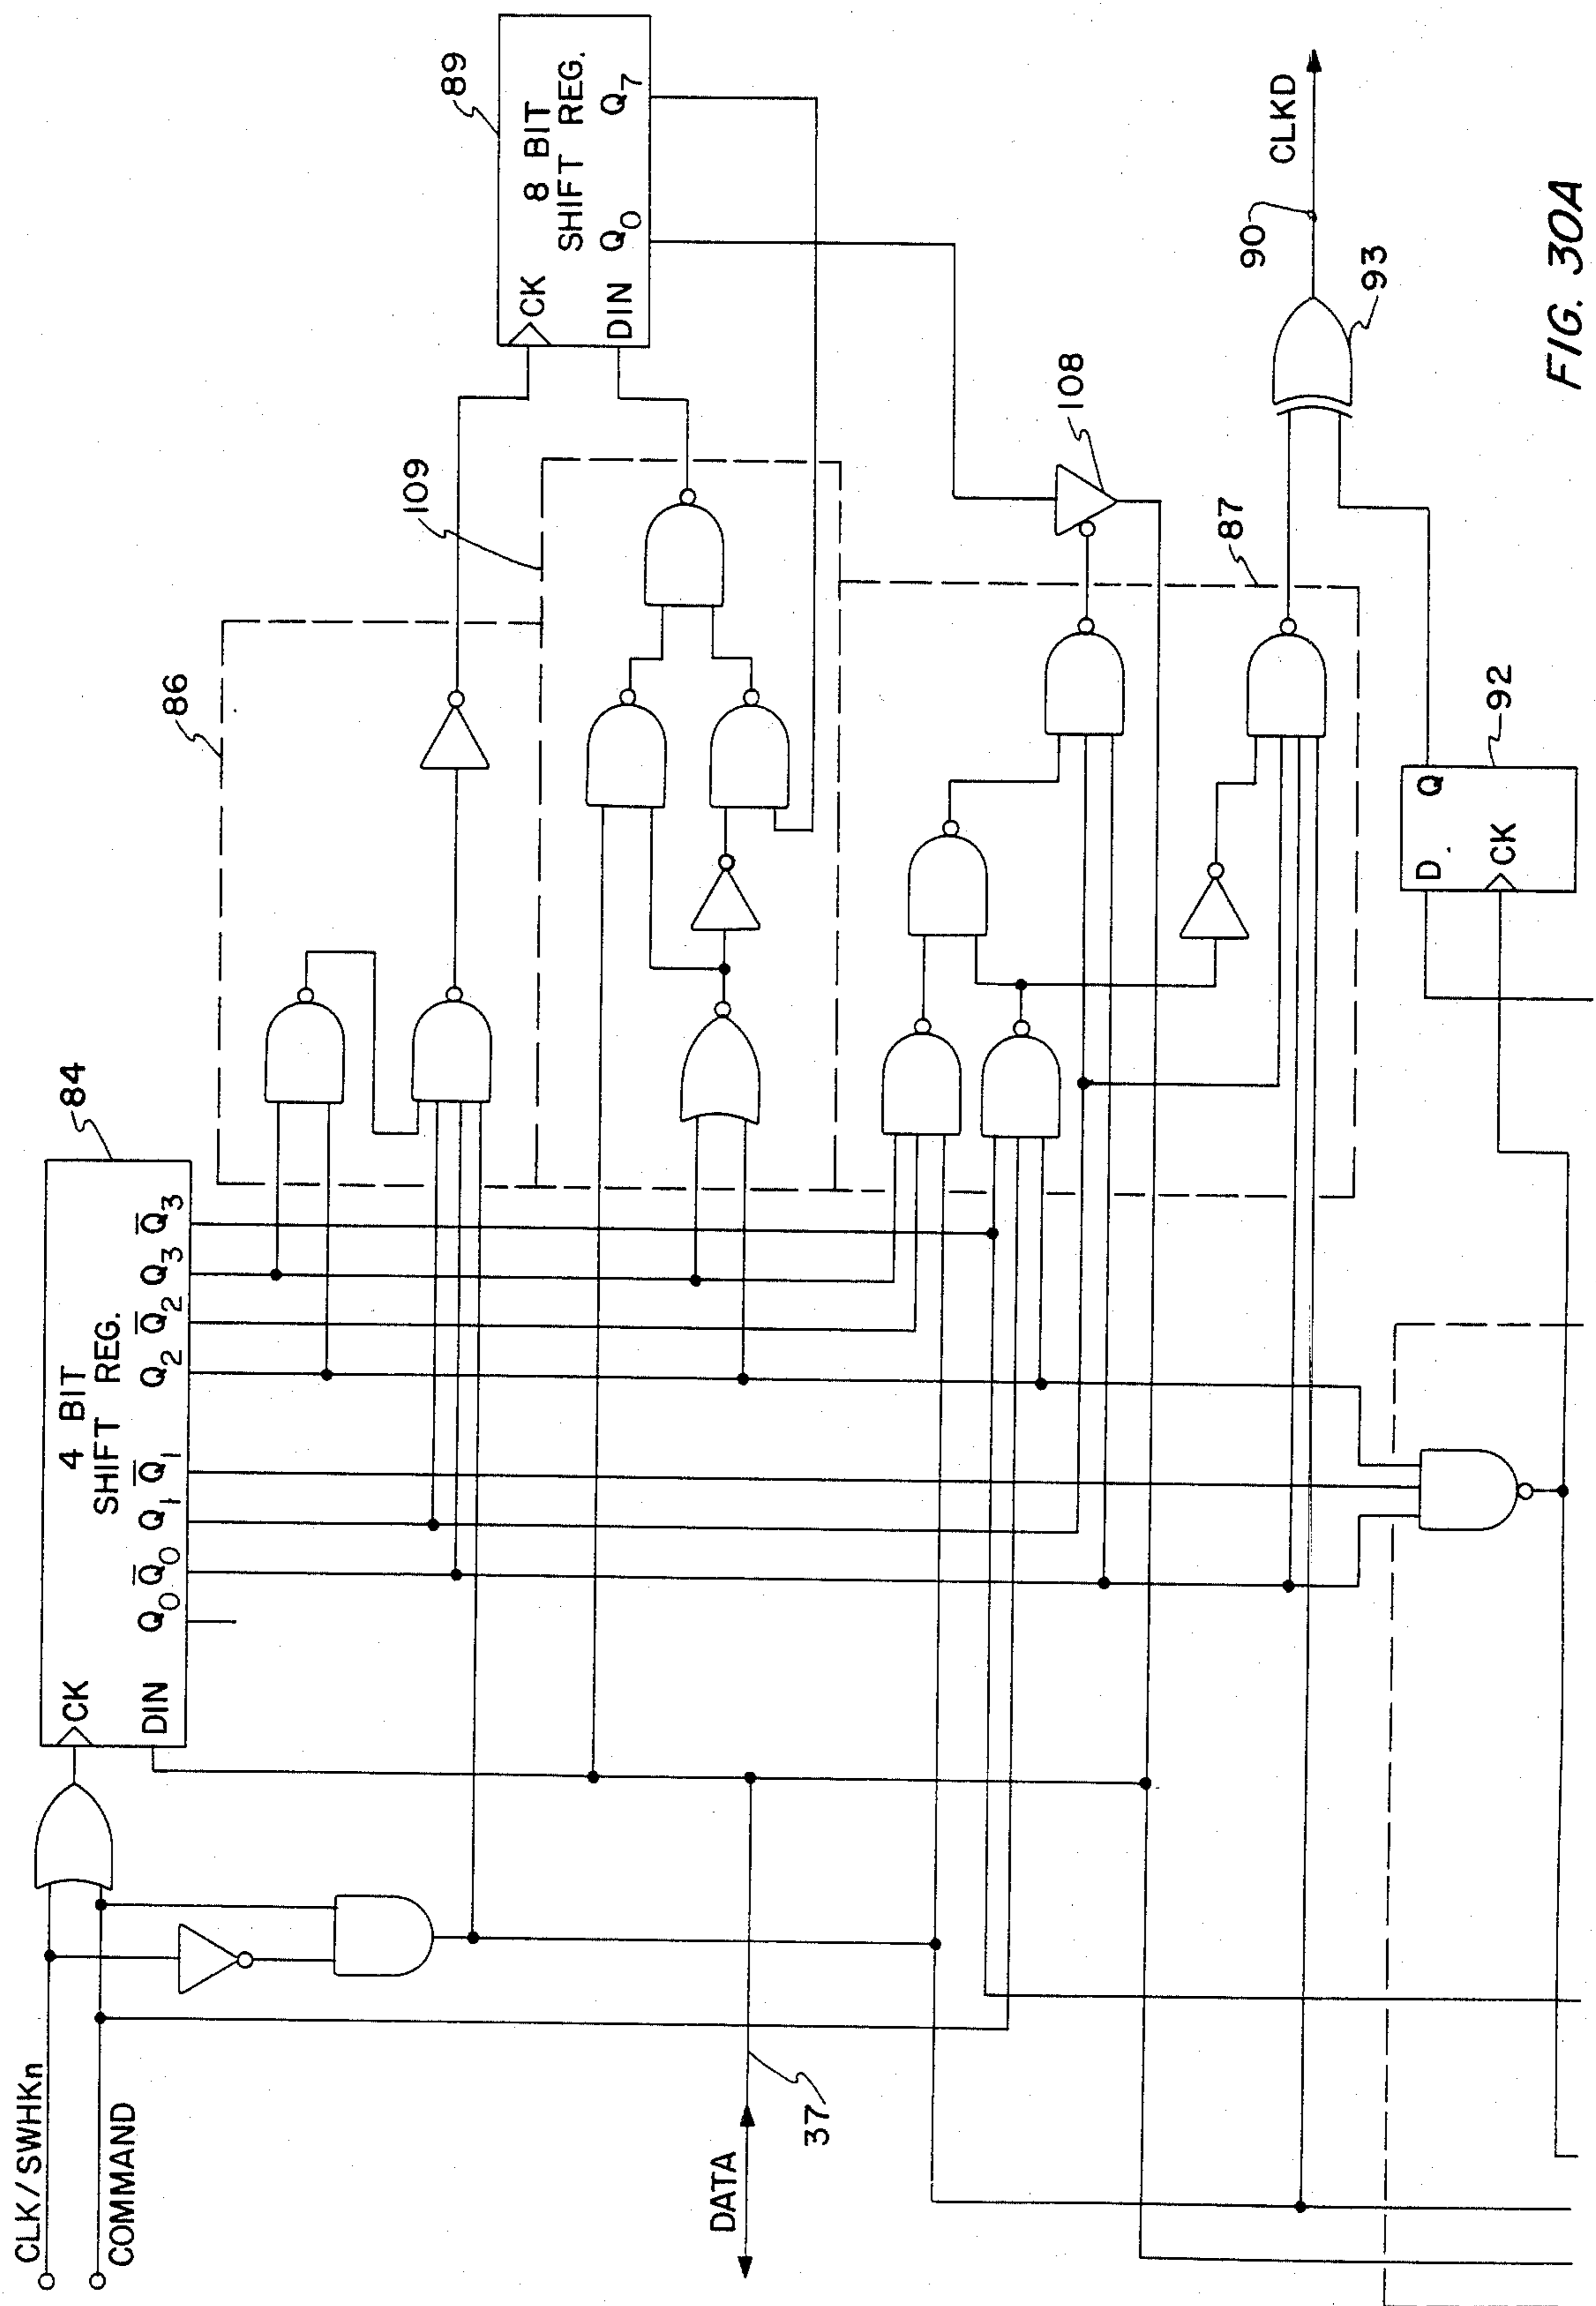 CLK/SWHKn
COMMAND
DATA
37
CK
DIN
4 BIT
SHIFT REG.
Q0 Q̅0 Q1 Q̅1 Q2 Q̅2 Q3 Q̅3
84
86
109
89
8 BIT
SHIFT REG.
CK
DIN
Q0
Q7
108
87
D
Q
CK
92
93
90
CLKD
FIG. 30A